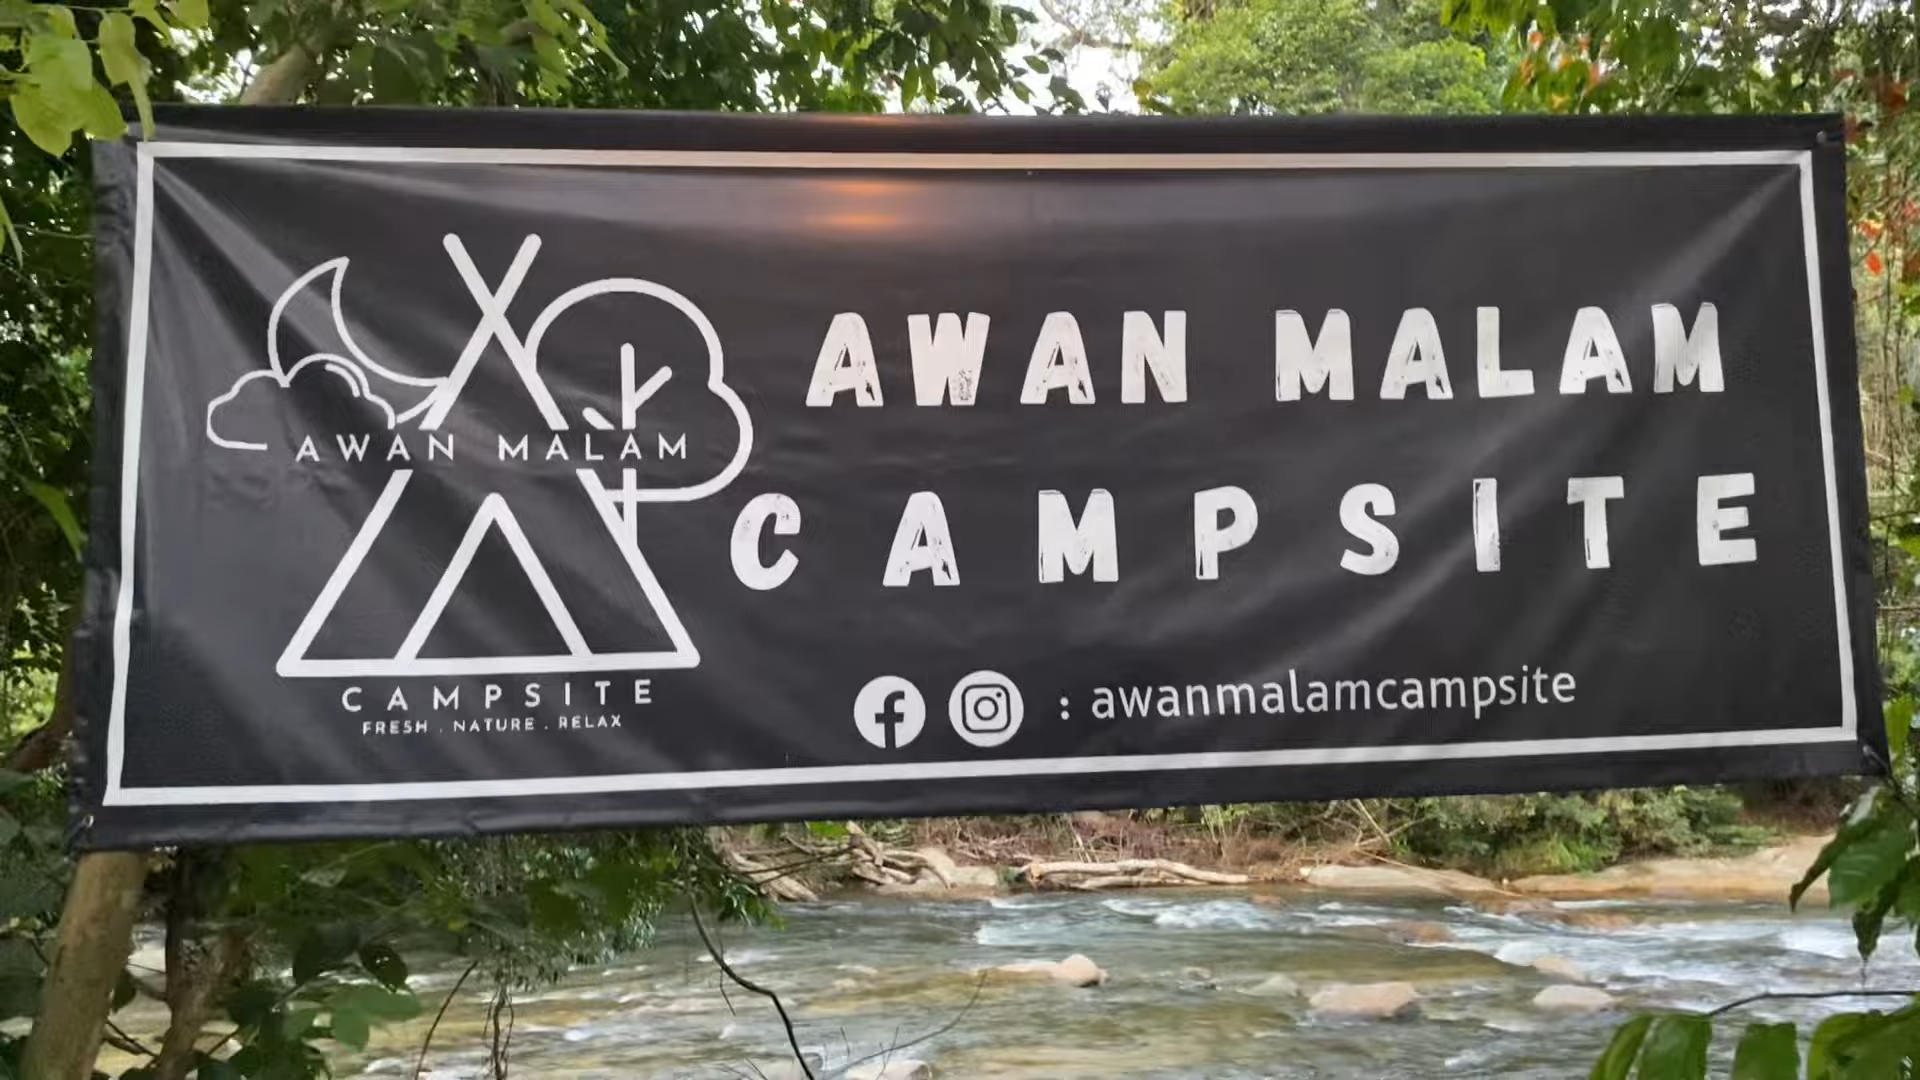 AWAN MALAM
CAMPSITE
FRESH . NATURE . RELAX
AWAN MALAM
CAMPSITE
: awanmalamcampsite